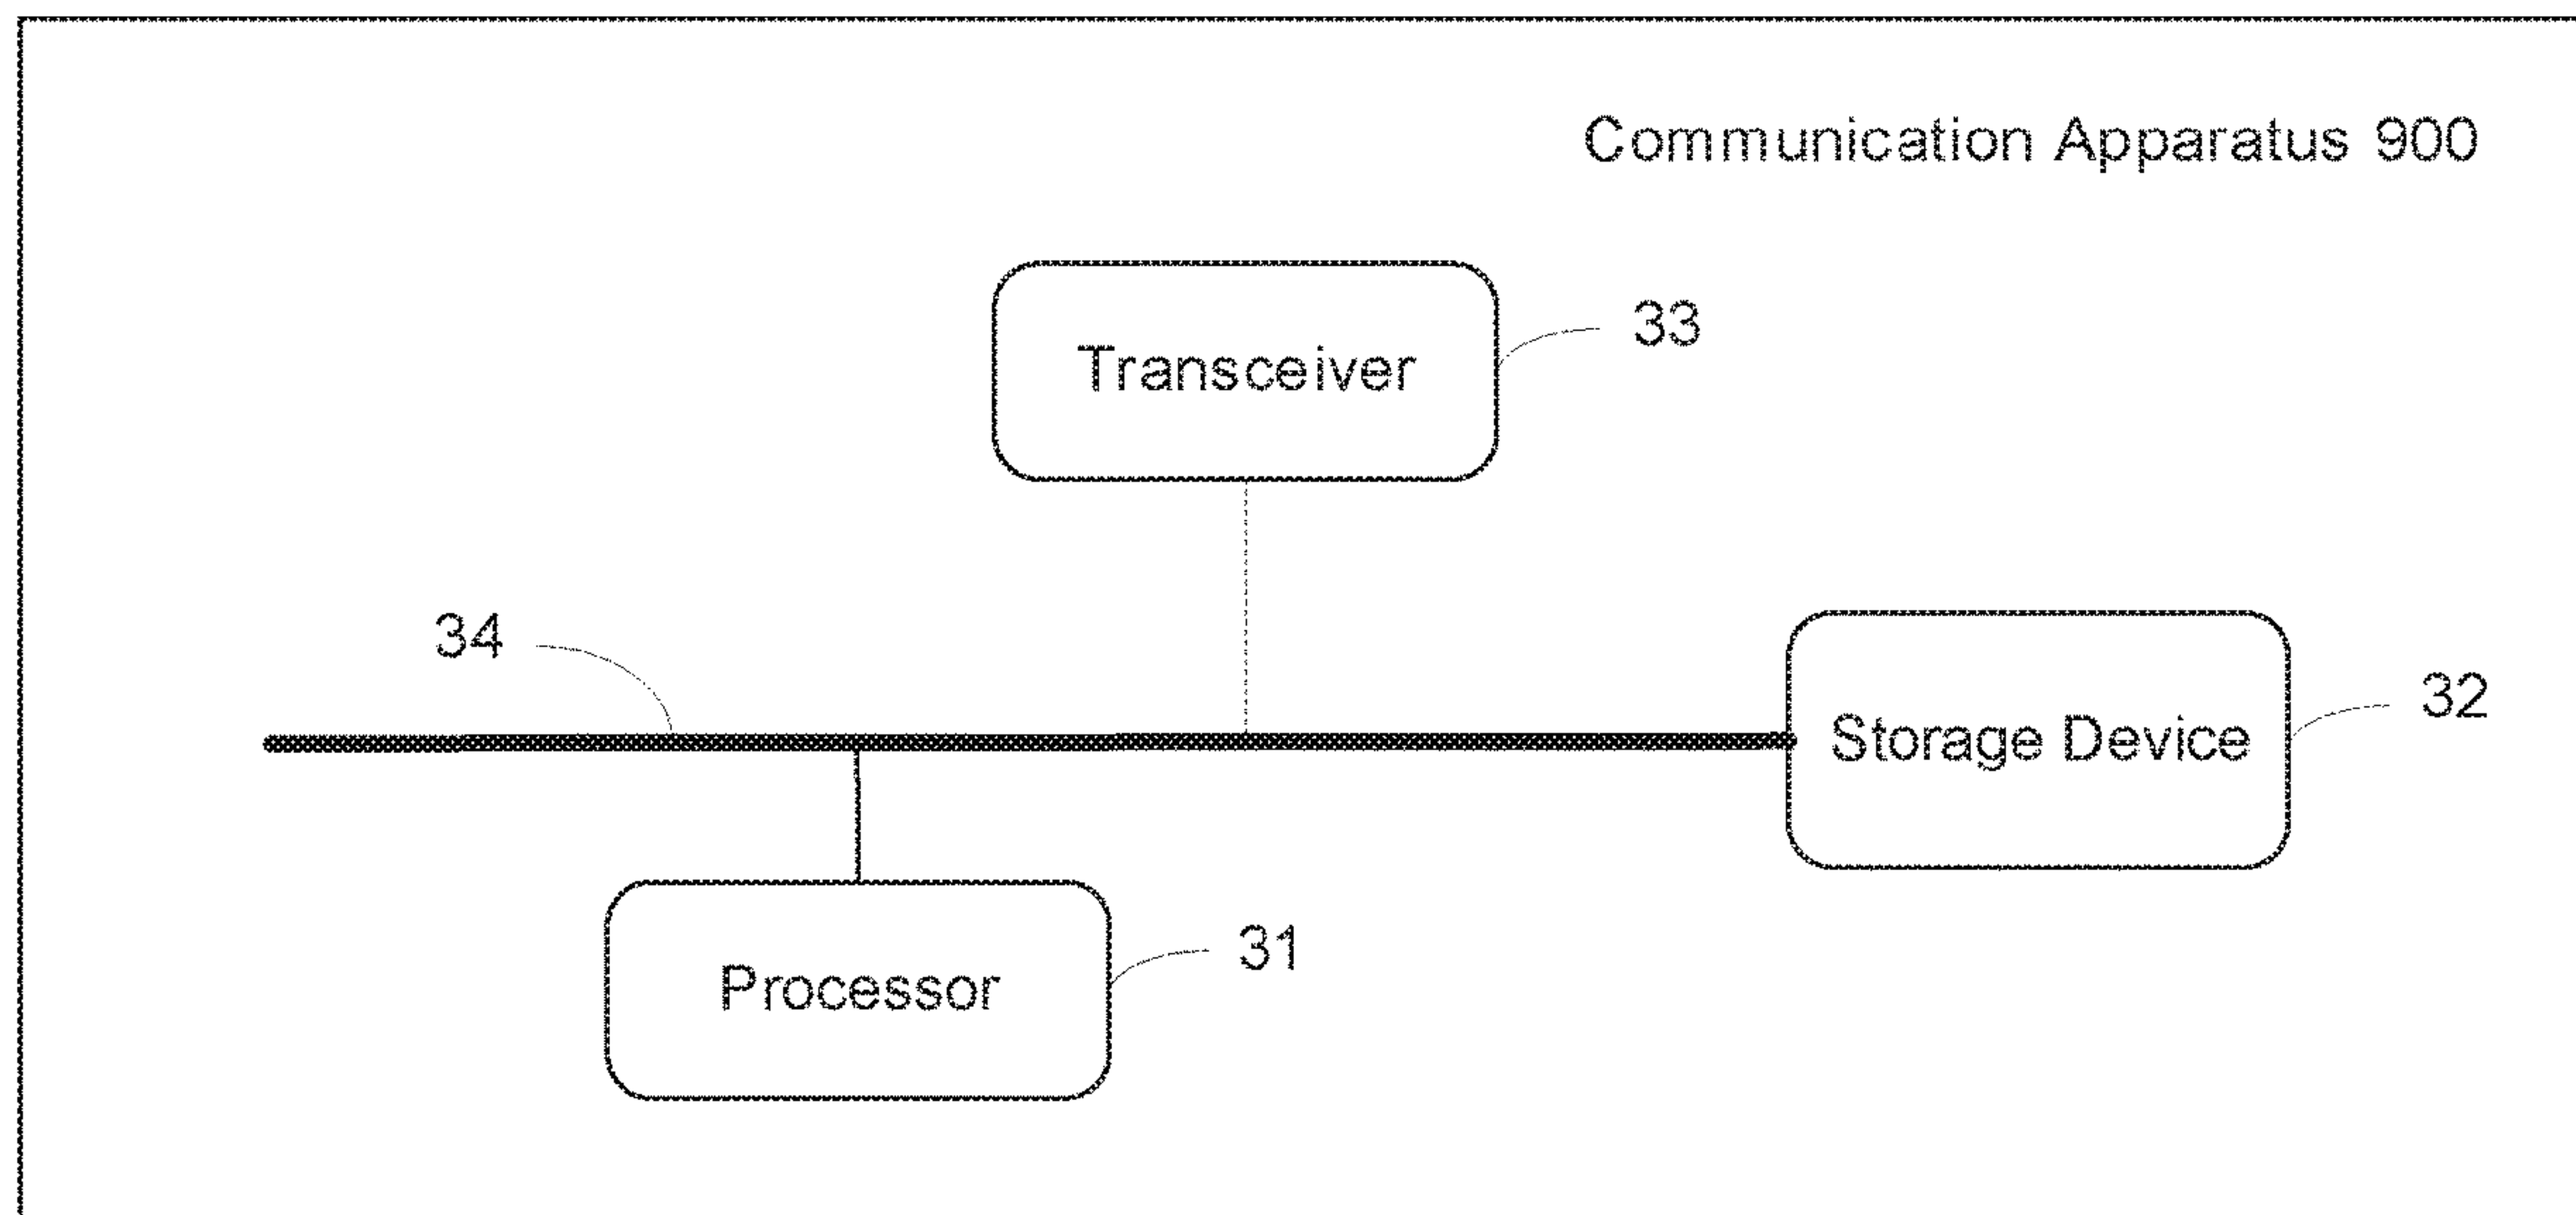 Communication Apparatus 900
Transceiver
33
34
Storage Device
32
Processor
31